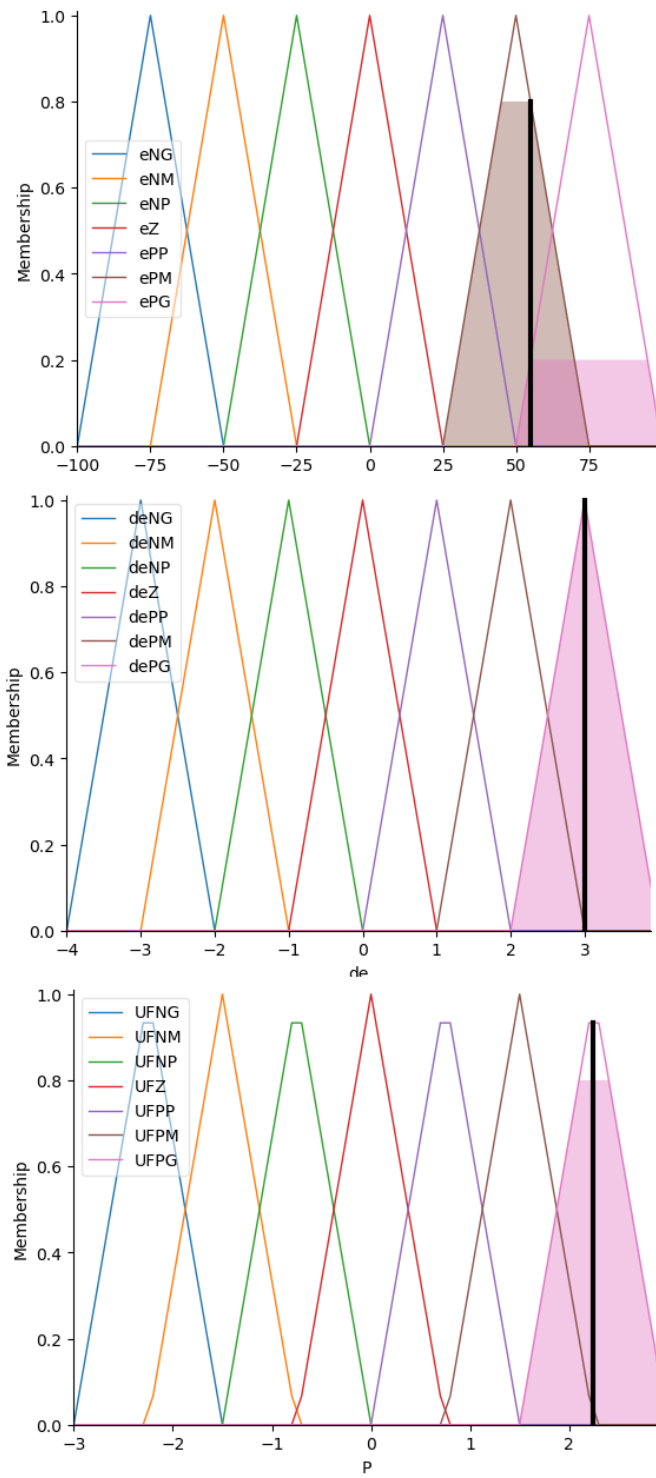 1.0
0.8
0.6
0.4
0.2
0.0
Membership
eNG
eNM
eNP
eZ
ePP
ePM
ePG
−100 −75 −50 −25 0 25 50 75
1.0
0.8
0.6
0.4
0.2
0.0
Membership
deNG
deNM
deNP
deZ
dePP
dePM
dePG
−4 −3 −2 −1 0 1 2 3
de
1.0
0.8
0.6
0.4
0.2
0.0
Membership
UFNG
UFNM
UFNP
UFZ
UFPP
UFPM
UFPG
−3 −2 −1 0 1 2
P